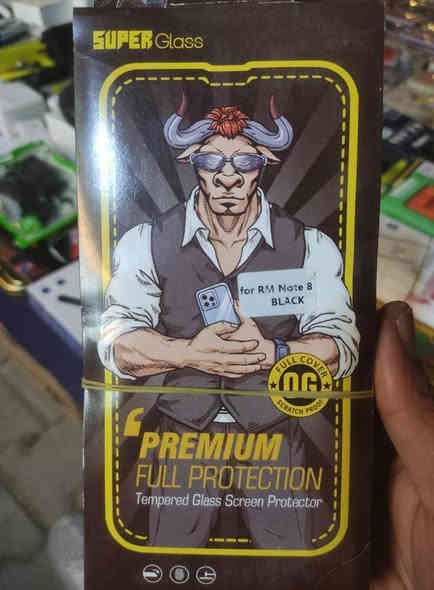 SUPER Glass
for RM Note 8
BLACK
FULL COVER
OG
SCRATCH PROOF
PREMIUM
FULL PROTECTION
Tempered Glass Screen Protector